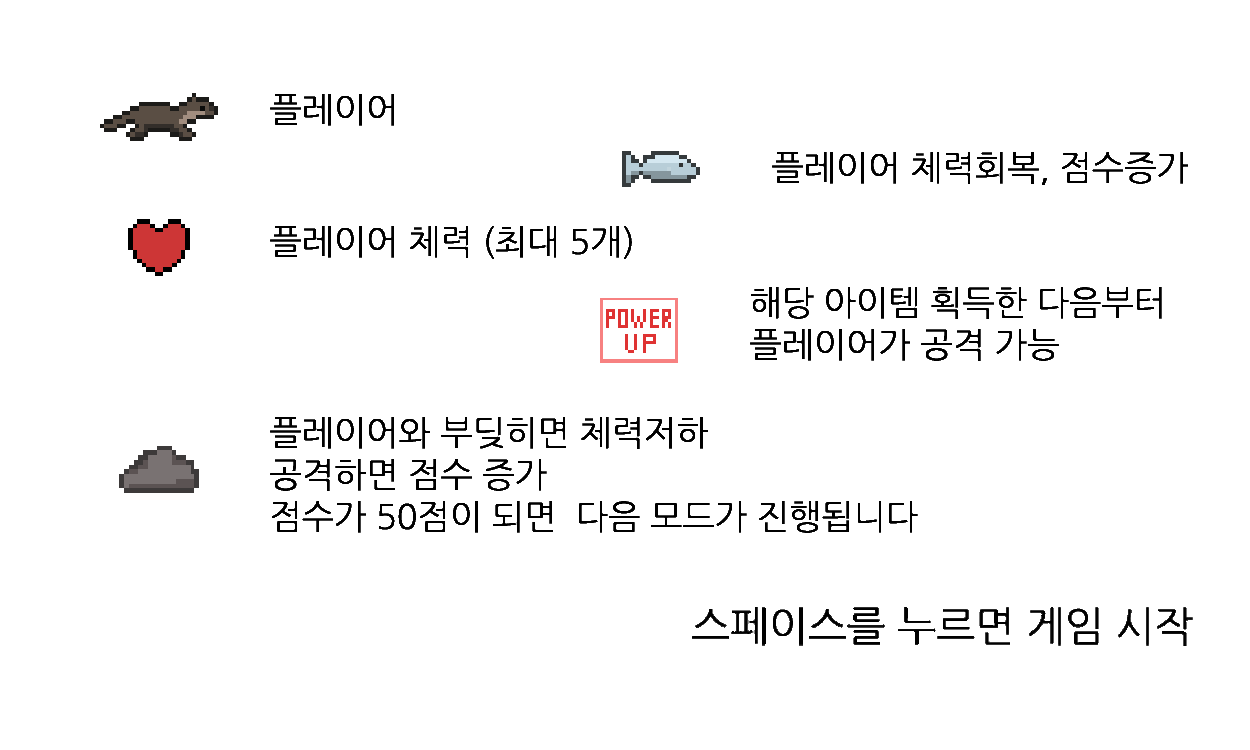 플레이어
플레이어 체력회복, 점수증가
플레이어 체력 (최대 5개)
POWER
UP
해당 아이템 획득한 다음부터
플레이어가 공격 가능
플레이어와 부딪히면 체력저하
공격하면 점수 증가
점수가 50점이 되면 다음 모드가 진행됩니다
스페이스를 누르면 게임 시작